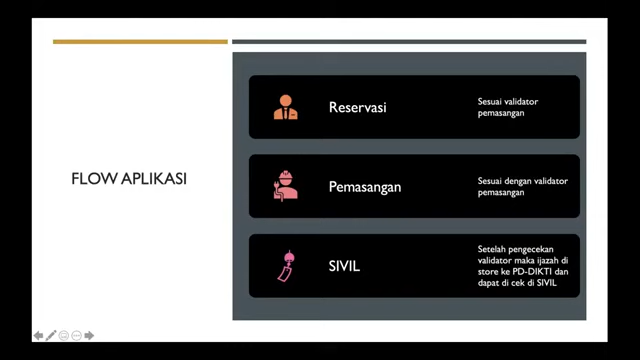 FLOW APLIKASI
Reservasi
Sesuai validator
pemasangan
Pemasangan
Sesuai dengan validator
pemasangan
SIVIL
Setelah pengecekan
validator maka ijazah di
store ke PD-DIKTI dan
dapat di cek di SIVIL